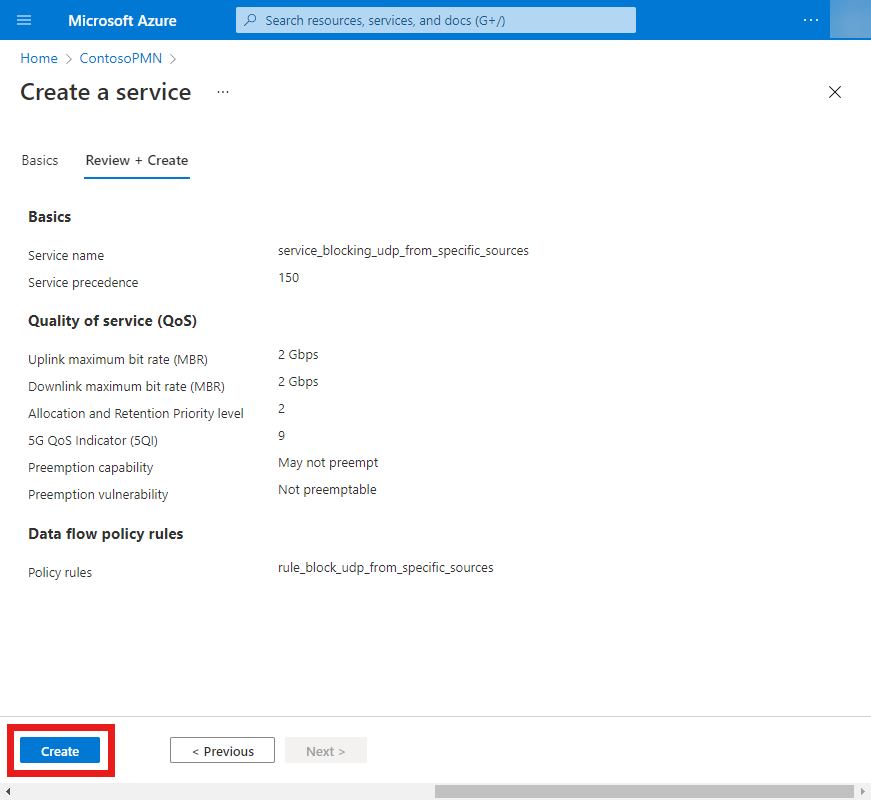 Microsoft Azure
Search resources, services, and docs (G+/)
...
Home > ContosoPMN >
Create a service ...
Basics Review + Create
Basics
Service name service_blocking_udp_from_specific_sources
Service precedence 150
Quality of service (QoS)
Uplink maximum bit rate (MBR) 2 Gbps
Downlink maximum bit rate (MBR) 2 Gbps
Allocation and Retention Priority level 2
5G QoS Indicator (5QI) 9
Preemption capability May not preempt
Preemption vulnerability Not preemptable
Data flow policy rules
Policy rules rule_block_udp_from_specific_sources
Create < Previous Next >